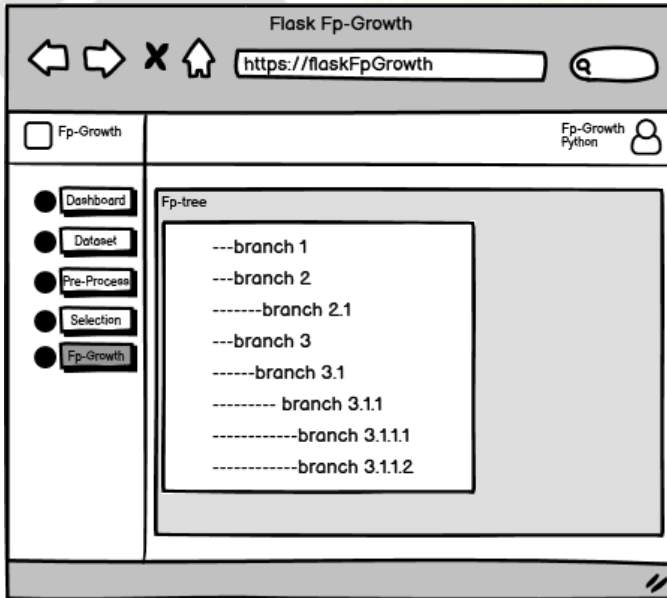 Flask Fp-Growth
https://flaskFpGrowth
Fp-Growth
Fp-Growth
Python
Dashboard
Dataset
Pre-Process
Selection
Fp-Growth
Fp-tree
---branch 1
---branch 2
-------branch 2.1
---branch 3
------branch 3.1
--------- branch 3.1.1
------------branch 3.1.1.1
------------branch 3.1.1.2